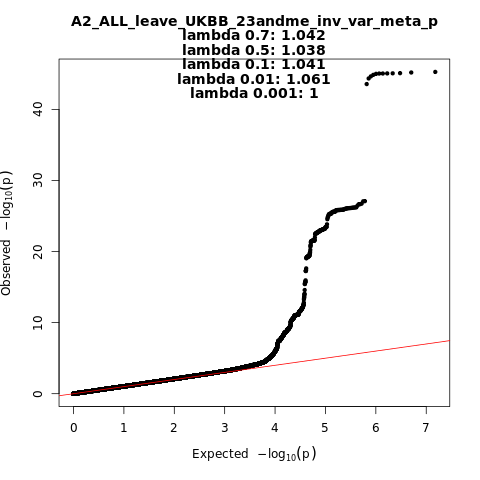 A2_ALL_leave_UKBB_23andme_inv_var_meta_p
lambda 0.7: 1.042
lambda 0.5: 1.038
lambda 0.1: 1.041
lambda 0.01: 1.061
lambda 0.001: 1
40
30
20
10
0
Observed −log10(p)
0 1 2 3 4 5 6 7
Expected −log10(p)